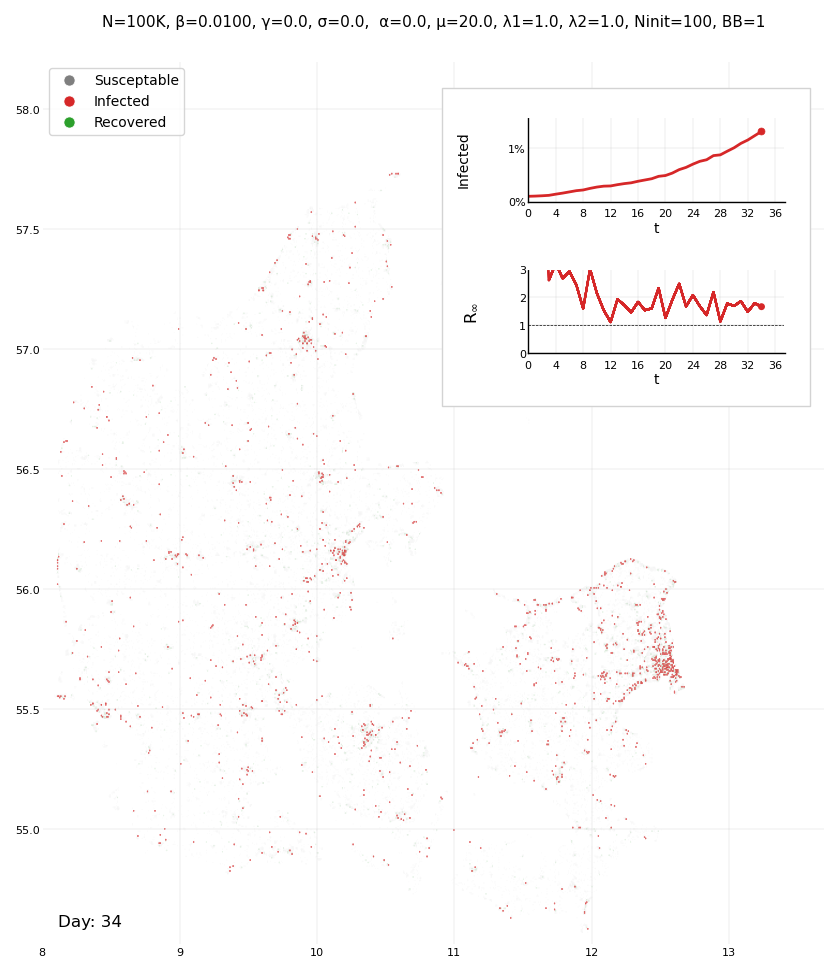 N=100K, β=0.0100, γ=0.0, σ=0.0,  α=0.0, μ=20.0, λ1=1.0, λ2=1.0, Ninit=100, BB=1
Susceptable
Infected
Recovered
58.0
57.5
57.0
56.5
56.0
55.5
55.0
Infected
1%
0%
0 4 8 12 16 20 24 28 32 36
t
R∞
3
2
1
0
0 4 8 12 16 20 24 28 32 36
t
Day: 34
8 9 10 11 12 13